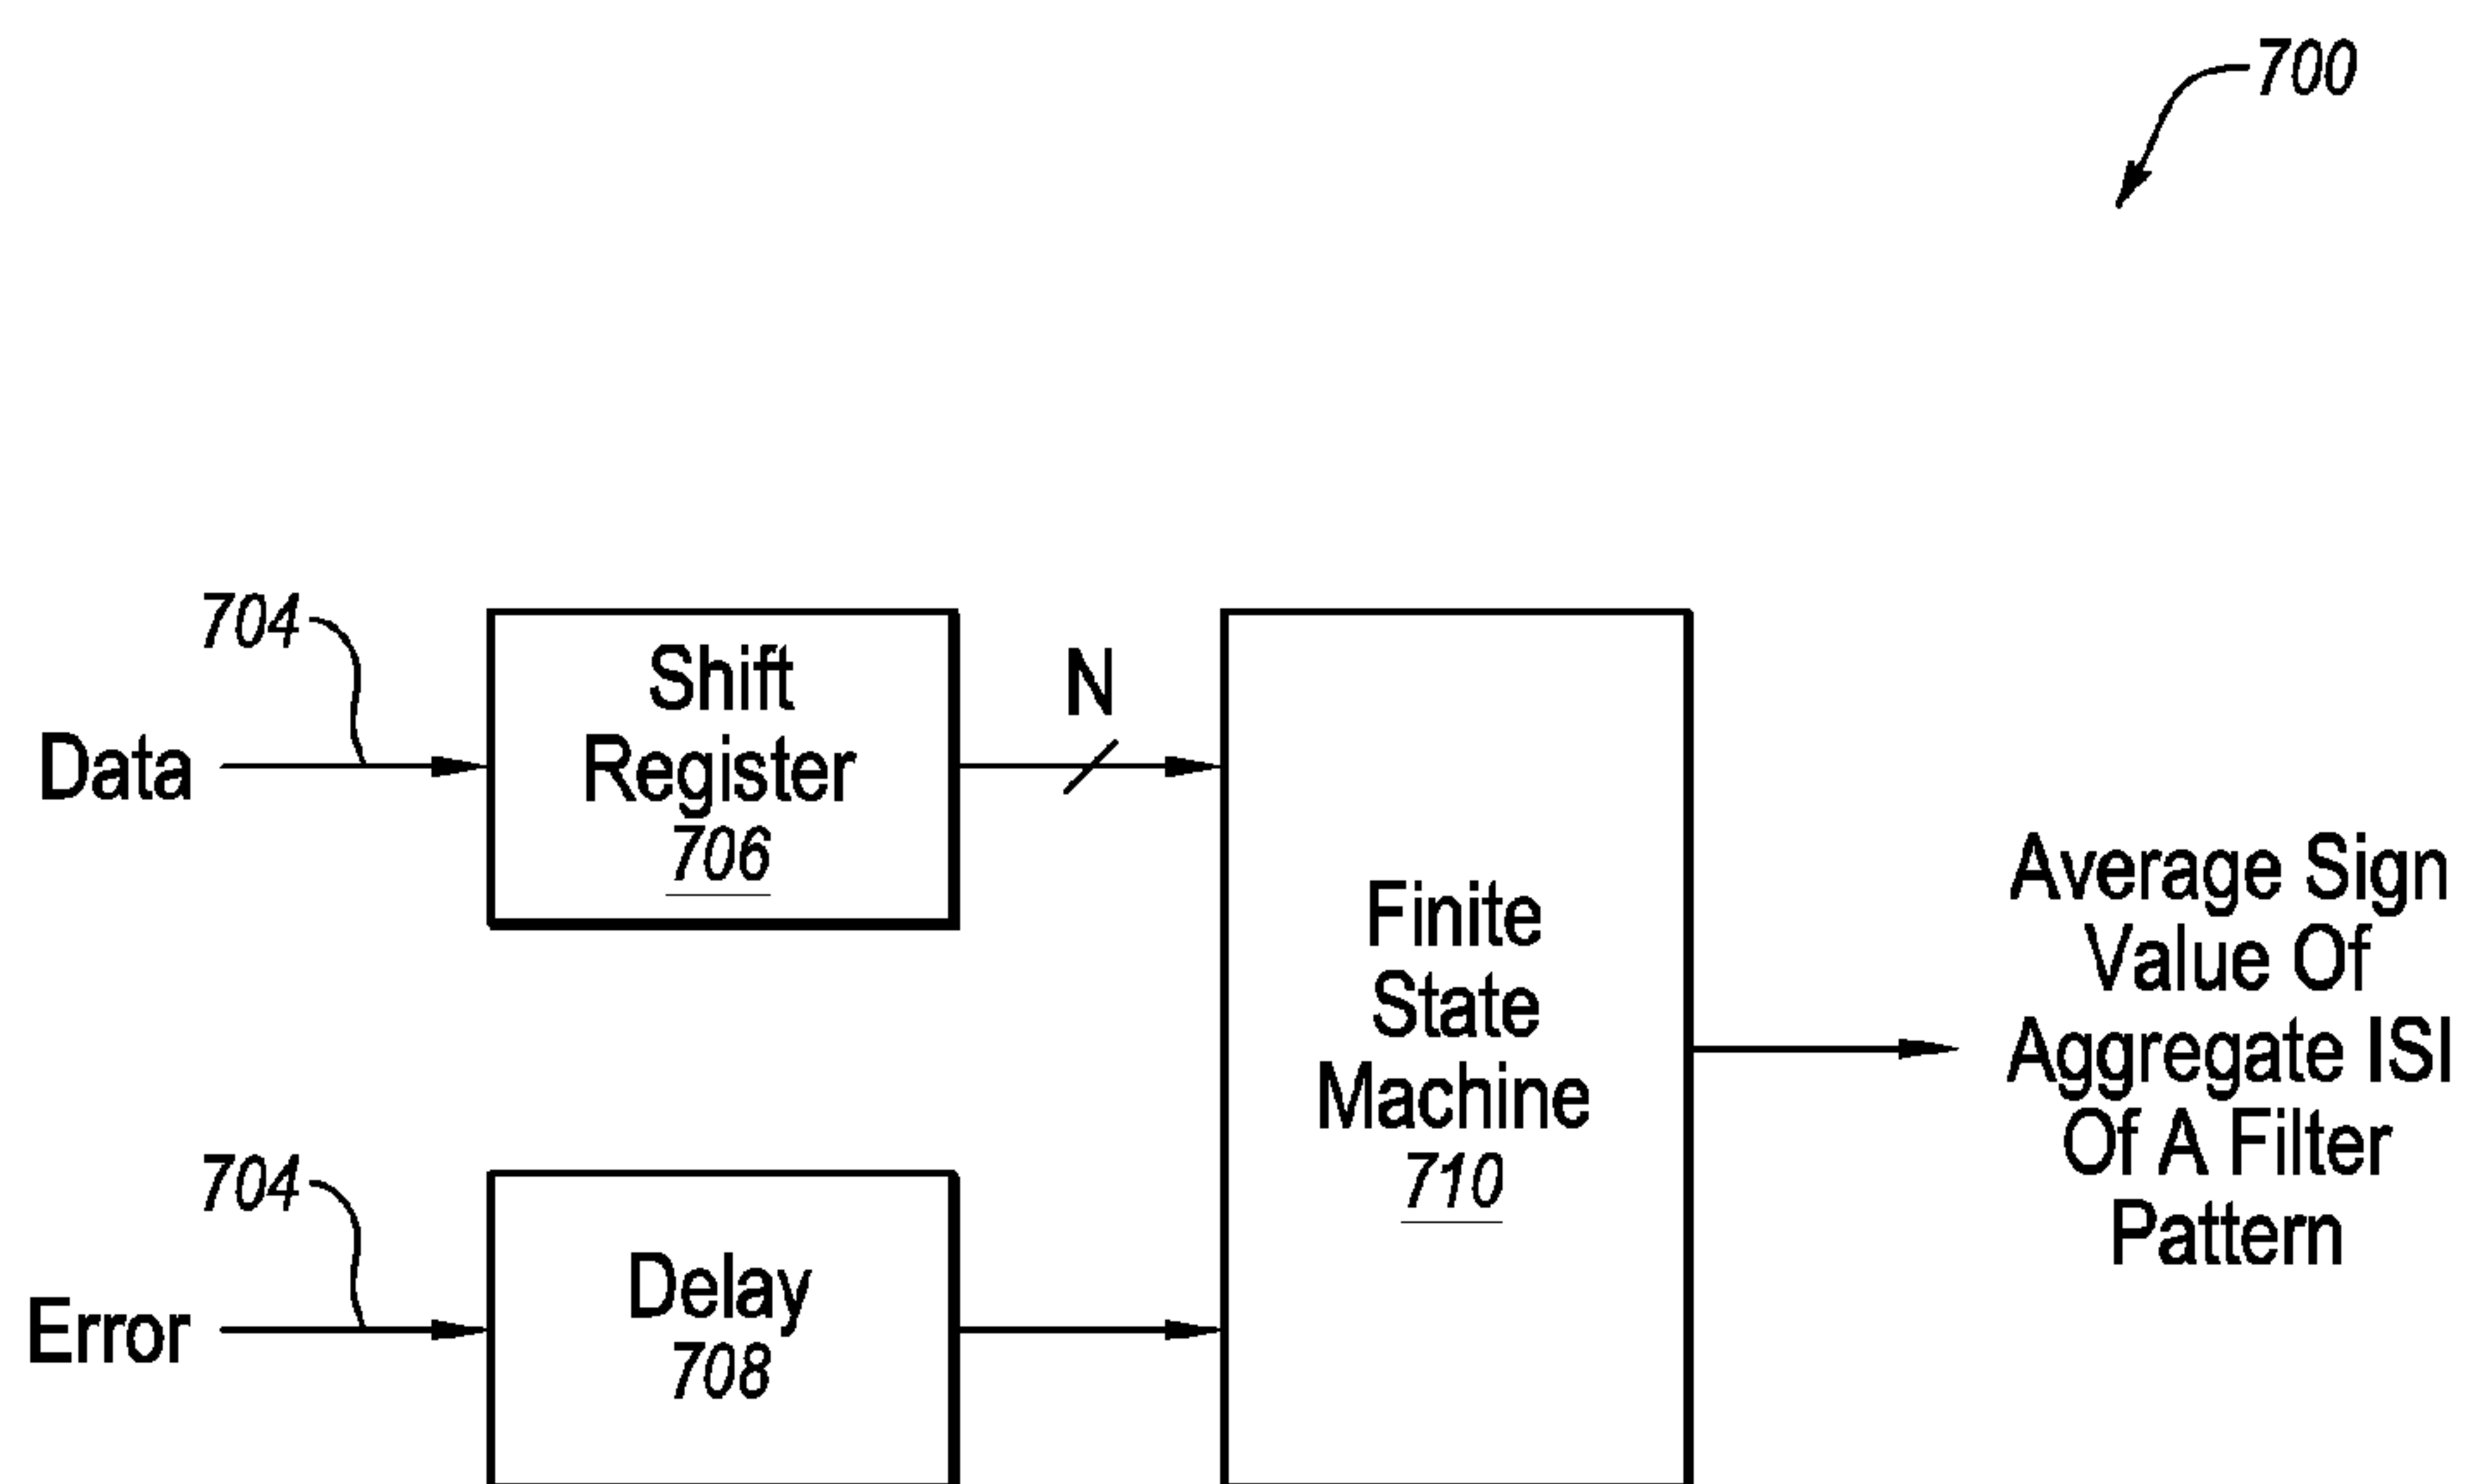 700
704
Data
Shift
Register
706
N
704
Error
Delay
708
Finite
State
Machine
710
Average Sign
Value Of
Aggregate ISI
Of A Filter
Pattern